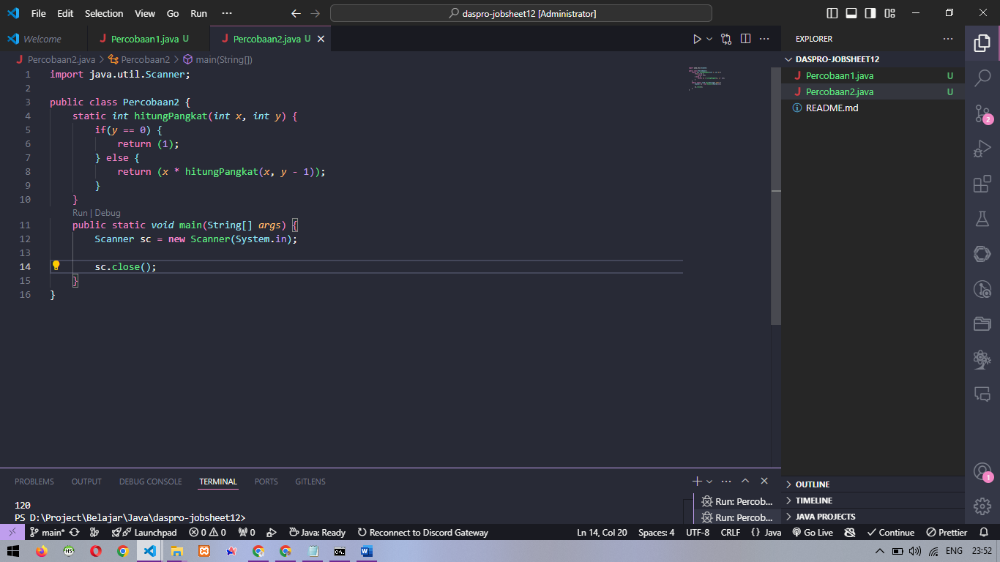 File Edit Selection View Go Run ··· daspro-jobsheet12 [Administrator]
Welcome Percobaan1.java U Percobaan2.java U
Percobaan2.java > Percobaan2 > main(String[])
1 import java.util.Scanner;
2
3 public class Percobaan2 {
4 static int hitungPangkat(int x, int y) {
5 if(y == 0) {
6 return (1);
7 } else {
8 return (x * hitungPangkat(x, y - 1));
9 }
10 }
Run | Debug
11 public static void main(String[] args) {
12 Scanner sc = new Scanner(System.in);
13
14 sc.close();
15 }
16 }
EXPLORER ···
DASPRO-JOBSHEET12
Percobaan1.java U
Percobaan2.java U
README.md
2
1
OUTLINE
TIMELINE
JAVA PROJECTS
PROBLEMS OUTPUT DEBUG CONSOLE TERMINAL PORTS GITLENS
120
PS D:\Project\Belajar\Java\daspro-jobsheet12>
Run: Percob...
Run: Percob...
main* Launchpad 0 0 0 Java: Ready Reconnect to Discord Gateway Ln 14, Col 20 Spaces: 4 UTF-8 CRLF {} Java Go Live Continue Prettier
HS ENG 23:52